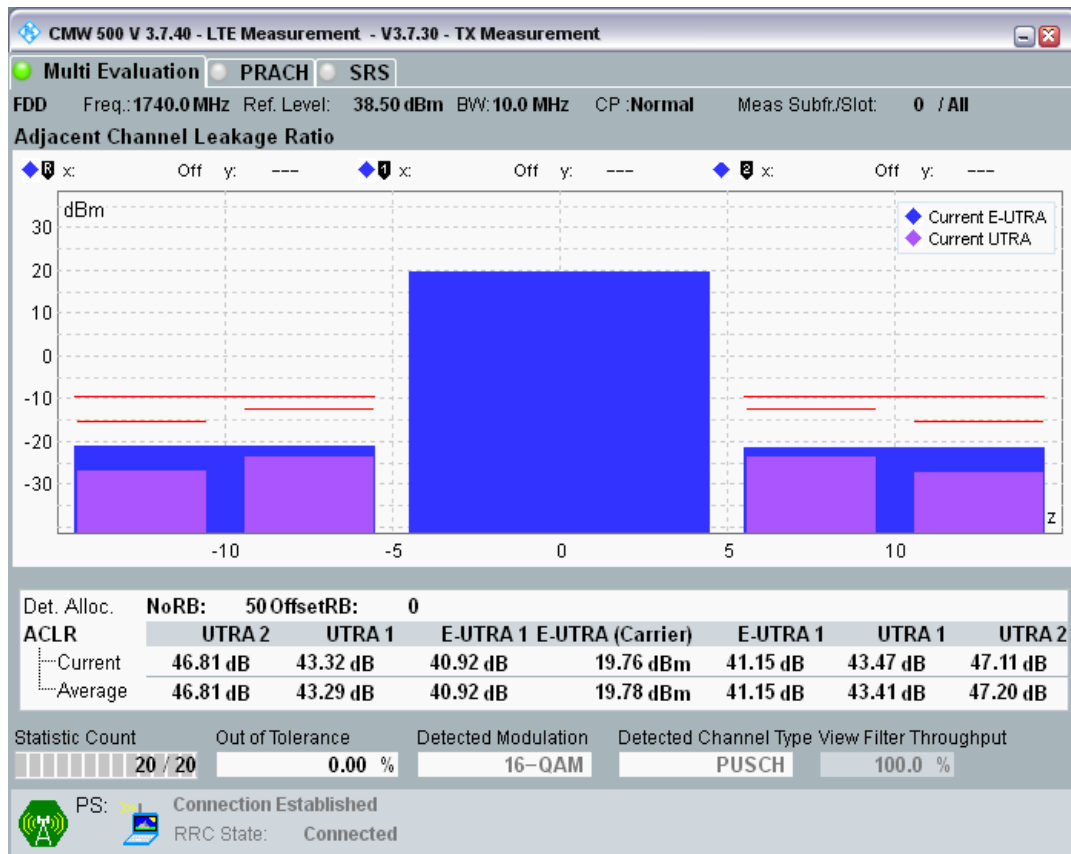 CMW 500 V 3.7.40 - LTE Measurement - V3.7.30 - TX Measurement
Multi Evaluation PRACH SRS
FDD Freq.:1740.0 MHz Ref. Level: 38.50 dBm BW:10.0 MHz CP :Normal Meas Subfr./Slot: 0 / All
Adjacent Channel Leakage Ratio
R x: Off y: --- 1 x: Off y: --- 2 x: Off y: ---
dBm
Current E-UTRA
Current UTRA
30
20
10
0
-10
-20
-30
z
-10 -5 0 5 10
Det. Alloc. NoRB: 50 OffsetRB: 0
ACLR UTRA 2 UTRA 1 E-UTRA 1 E-UTRA (Carrier) E-UTRA 1 UTRA 1 UTRA 2
Current 46.81 dB 43.32 dB 40.92 dB 19.76 dBm 41.15 dB 43.47 dB 47.11 dB
Average 46.81 dB 43.29 dB 40.92 dB 19.78 dBm 41.15 dB 43.41 dB 47.20 dB
Statistic Count Out of Tolerance Detected Modulation Detected Channel Type View Filter Throughput
20 / 20 0.00 % 16-QAM PUSCH 100.0 %
PS: Connection Established
RRC State: Connected